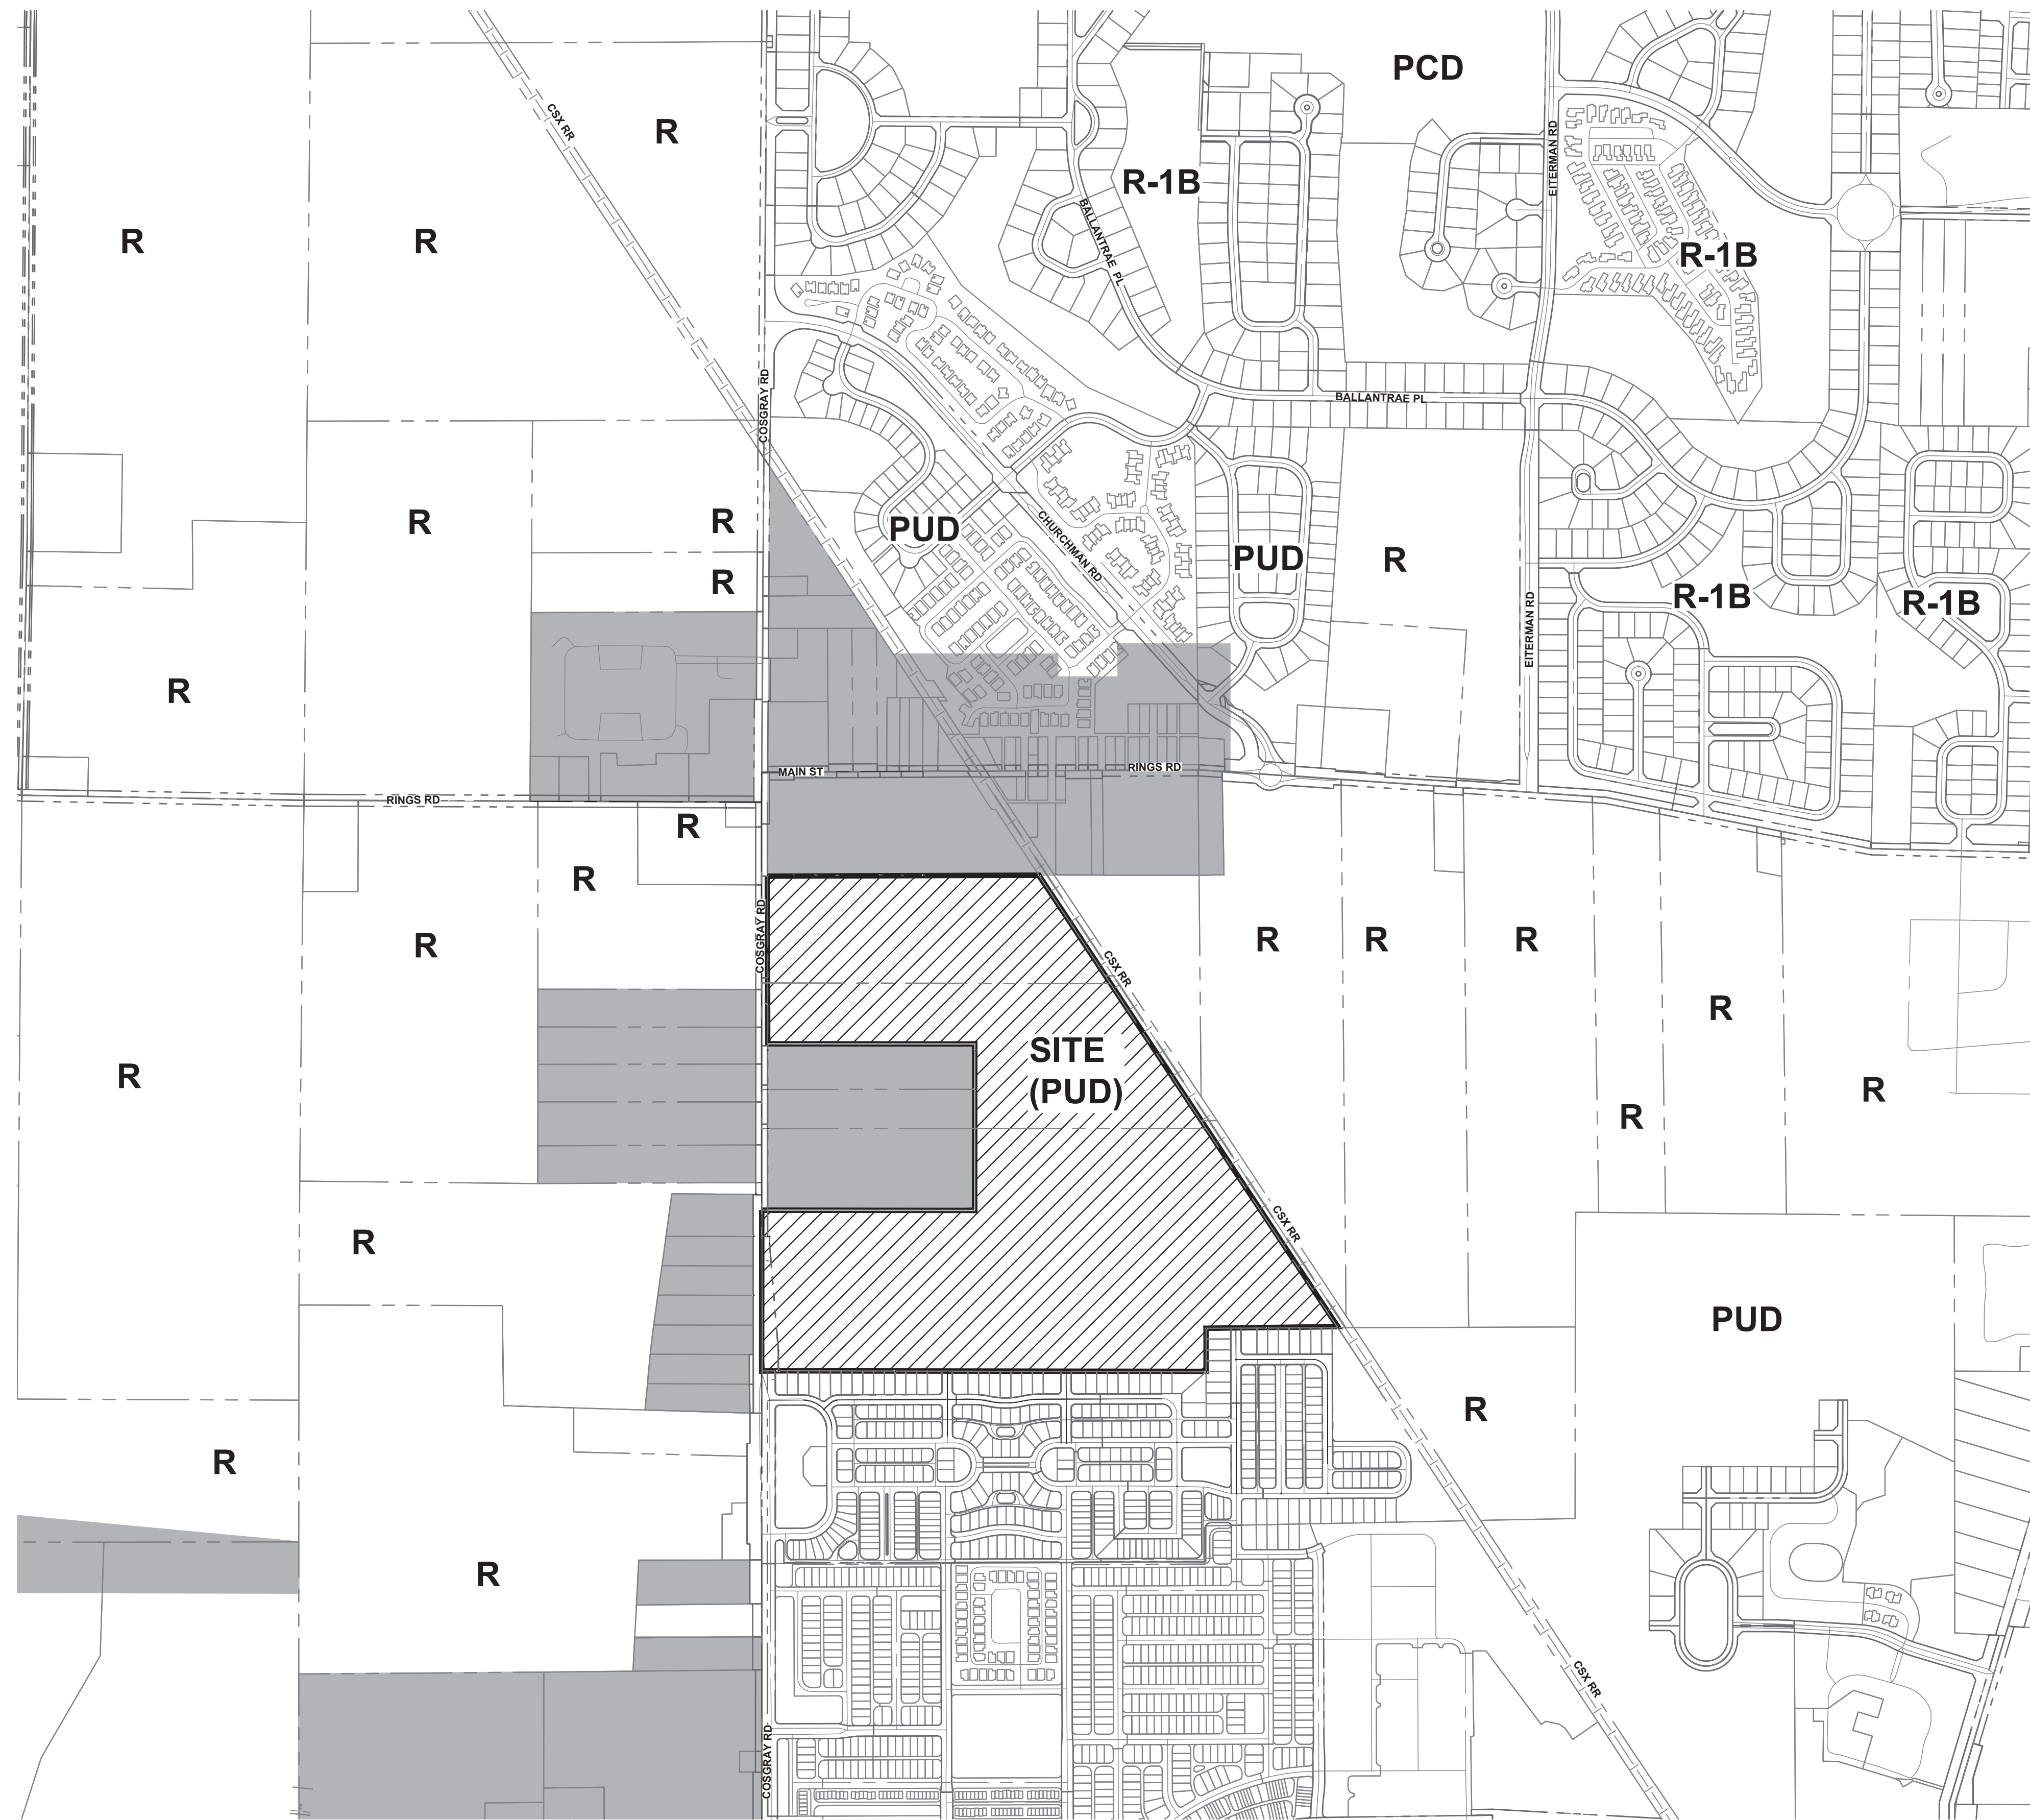 PCD
CSX RR
R
EITERMAN RD
R-1B
BALLANTRAE PL
R
R
R-1B
COSGRAY RD
BALLANTRAE PL
R
R
PUD
CHURCHMAN RD
PUD
R
R
R-1B
R-1B
EITERMAN RD
R
MAIN ST
RINGS RD
RINGS RD
R
R
COSGRAY RD
R
R
R
R
CSX RR
R
SITE
(PUD)
R
R
R
R
CSX RR
PUD
R
R
R
CSX RR
COSGRAY RD